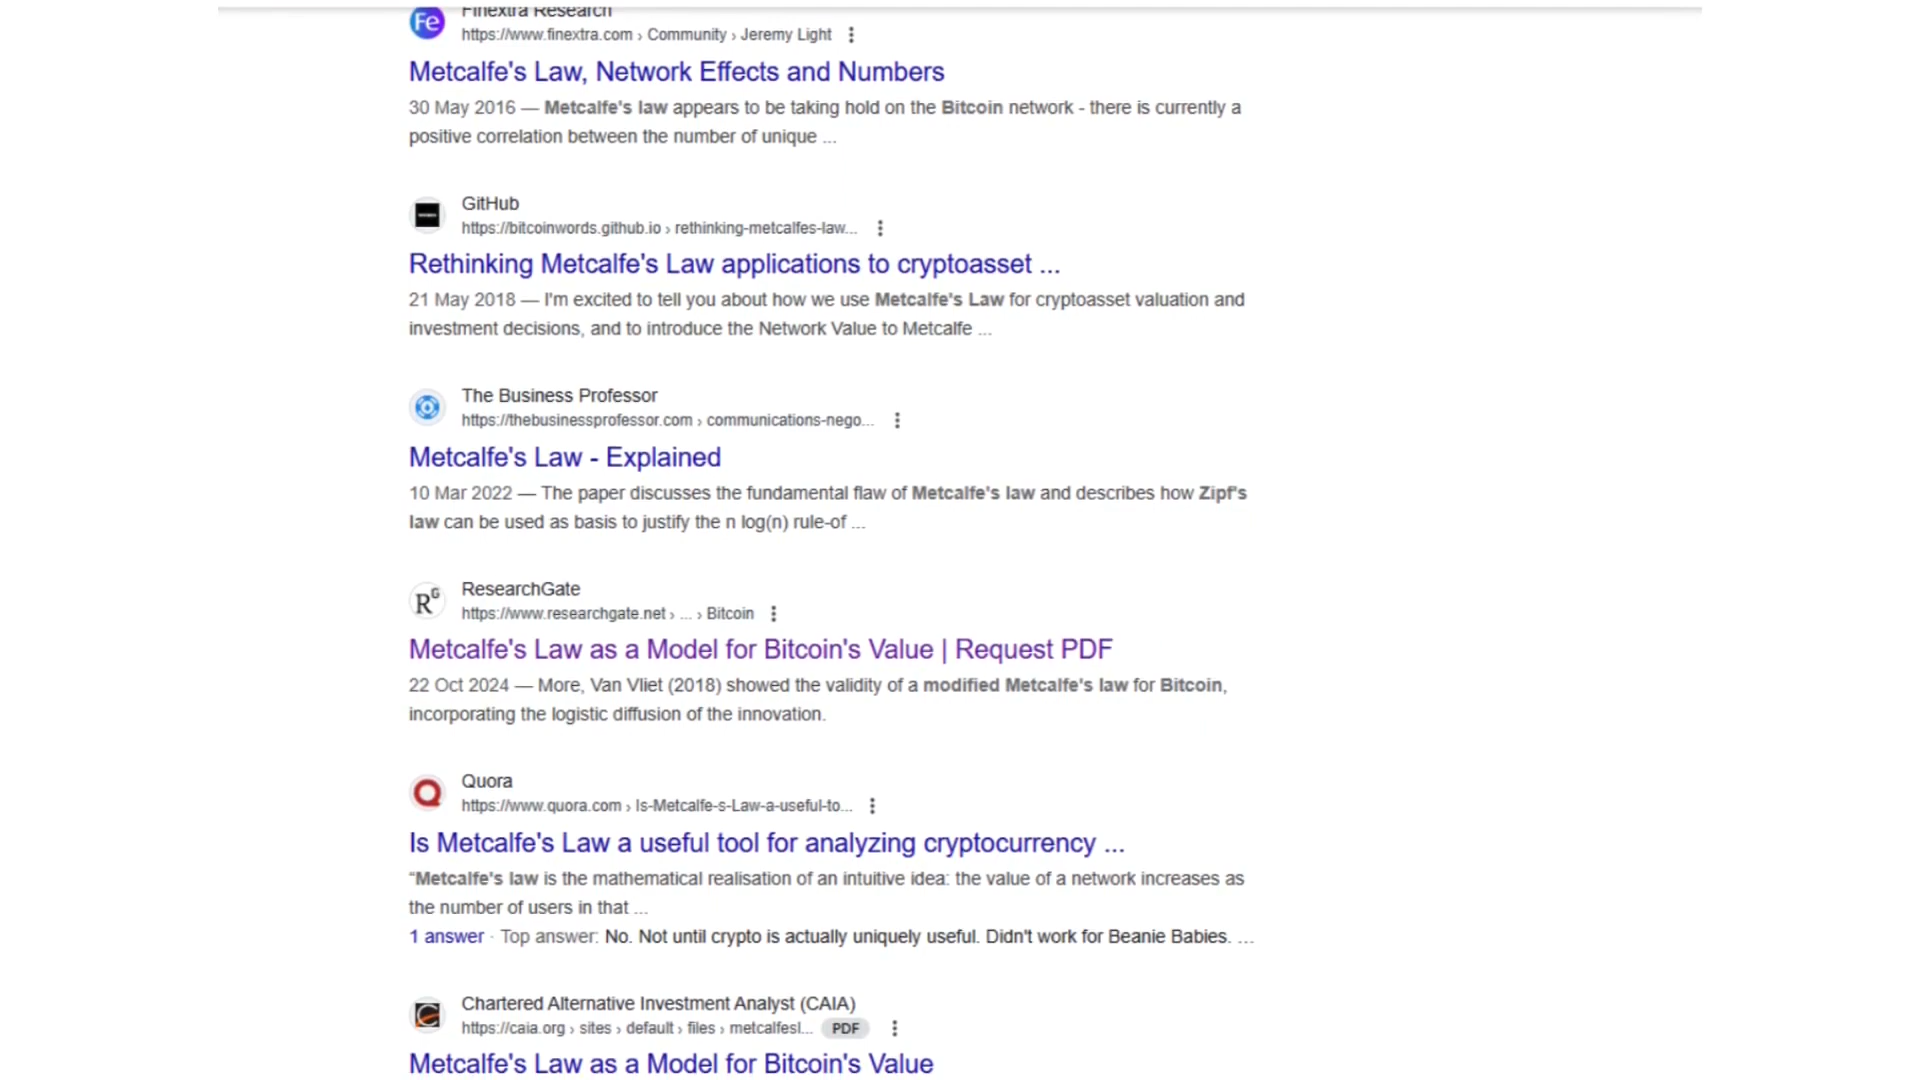 Fe
Finextra Research
https://www.finextra.com › Community › Jeremy Light
Metcalfe's Law, Network Effects and Numbers
30 May 2016 — Metcalfe's law appears to be taking hold on the Bitcoin network - there is currently a
positive correlation between the number of unique ...
GitHub
https://bitcoinwords.github.io › rethinking-metcalfes-law...
Rethinking Metcalfe's Law applications to cryptoasset ...
21 May 2018 — I'm excited to tell you about how we use Metcalfe's Law for cryptoasset valuation and
investment decisions, and to introduce the Network Value to Metcalfe ...
The Business Professor
https://thebusinessprofessor.com › communications-nego...
Metcalfe's Law - Explained
10 Mar 2022 — The paper discusses the fundamental flaw of Metcalfe's law and describes how Zipf's
law can be used as basis to justify the n log(n) rule-of ...
RG
ResearchGate
https://www.researchgate.net › ... › Bitcoin
Metcalfe's Law as a Model for Bitcoin's Value | Request PDF
22 Oct 2024 — More, Van Vliet (2018) showed the validity of a modified Metcalfe's law for Bitcoin,
incorporating the logistic diffusion of the innovation.
Quora
https://www.quora.com › Is-Metcalfe-s-Law-a-useful-to...
Is Metcalfe's Law a useful tool for analyzing cryptocurrency ...
“Metcalfe's law is the mathematical realisation of an intuitive idea: the value of a network increases as
the number of users in that ...
1 answer · Top answer: No. Not until crypto is actually uniquely useful. Didn't work for Beanie Babies. ...
Chartered Alternative Investment Analyst (CAIA)
https://caia.org › sites › default › files › metcalfesl... PDF
Metcalfe's Law as a Model for Bitcoin's Value